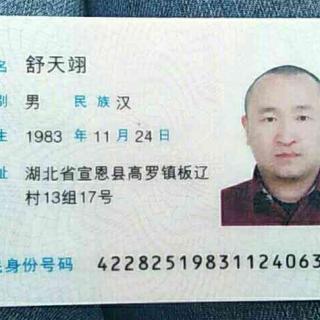 名 舒天翊
别 男 民族 汉
生 1983 年 11 月 24 日
址 湖北省宣恩县高罗镇板辽
村13组17号
民身份号码 42282519831124063